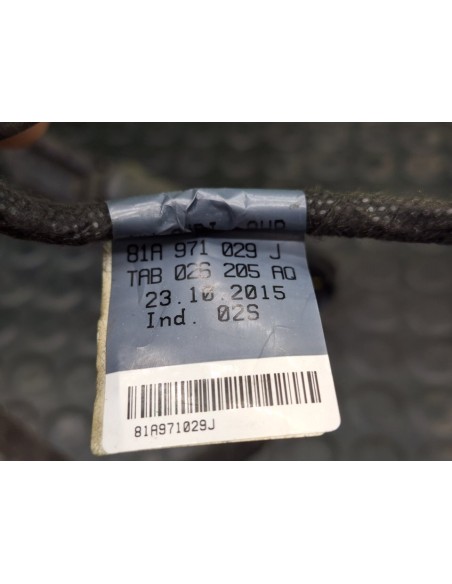 81A 971 029 J
TAB 026 205 AQ
23.10.2015
Ind. 02S
81A971029J